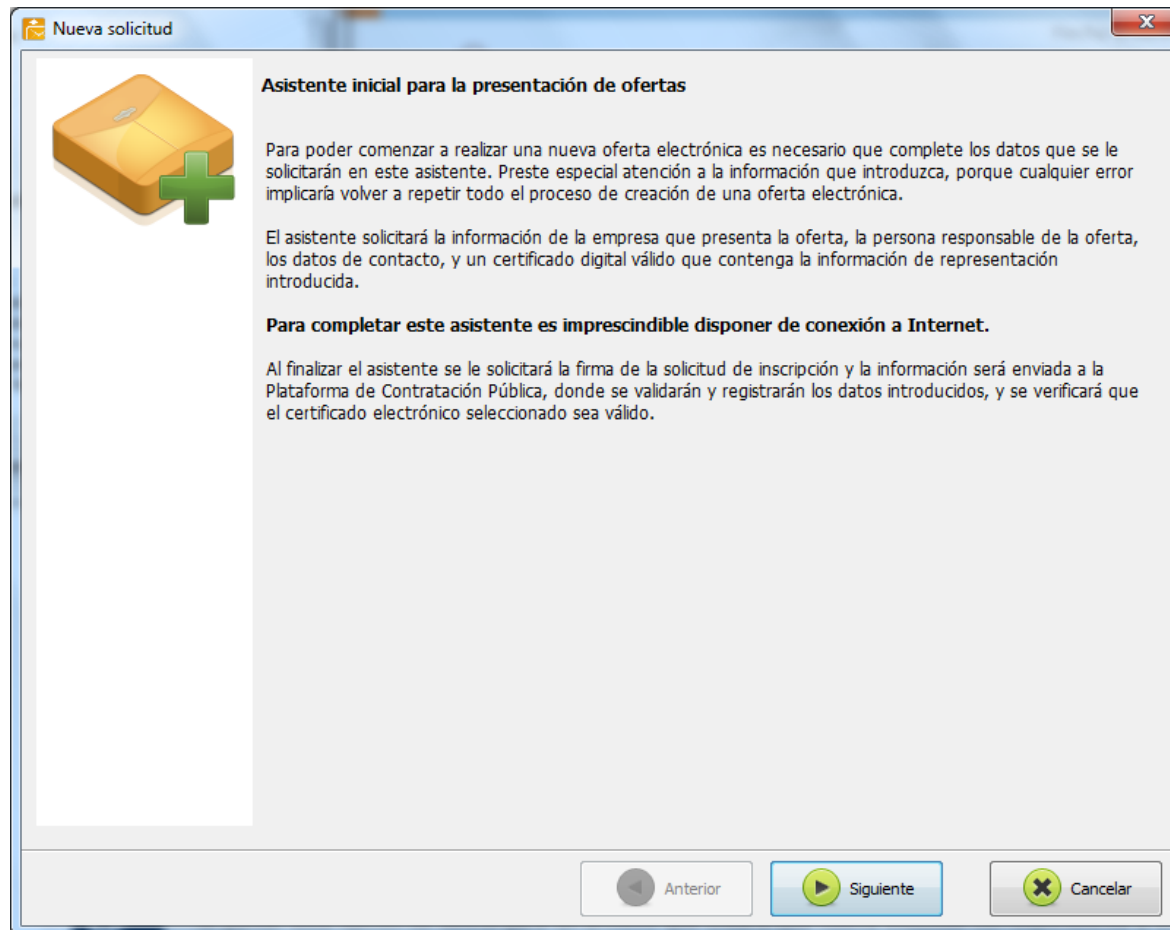 Nueva solicitud
X
Asistente inicial para la presentación de ofertas
Para poder comenzar a realizar una nueva oferta electrónica es necesario que complete los datos que se le
solicitarán en este asistente. Preste especial atención a la información que introduzca, porque cualquier error
implicaría volver a repetir todo el proceso de creación de una oferta electrónica.
El asistente solicitará la información de la empresa que presenta la oferta, la persona responsable de la oferta,
los datos de contacto, y un certificado digital válido que contenga la información de representación
introducida.
Para completar este asistente es imprescindible disponer de conexión a Internet.
Al finalizar el asistente se le solicitará la firma de la solicitud de inscripción y la información será enviada a la
Plataforma de Contratación Pública, donde se validarán y registrarán los datos introducidos, y se verificará que
el certificado electrónico seleccionado sea válido.
Anterior
Siguiente
Cancelar